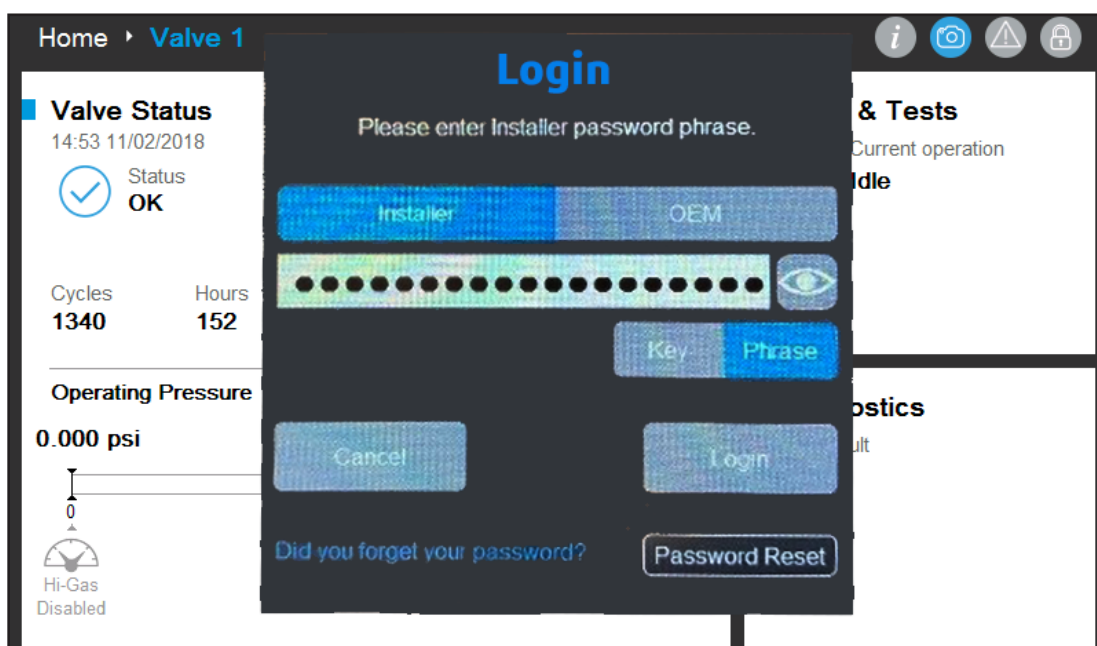 Home ‣ Valve 1
Login
Please enter Installer password phrase.
Installer
OEM
Key
Phrase
Cancel
Login
Did you forget your password?
Password Reset
Valve Status
14:53 11/02/2018
Status
OK
Cycles
Hours
1340
152
Operating Pressure
0.000 psi
0
Hi-Gas
Disabled
& Tests
Current operation
Idle
ostics
ult